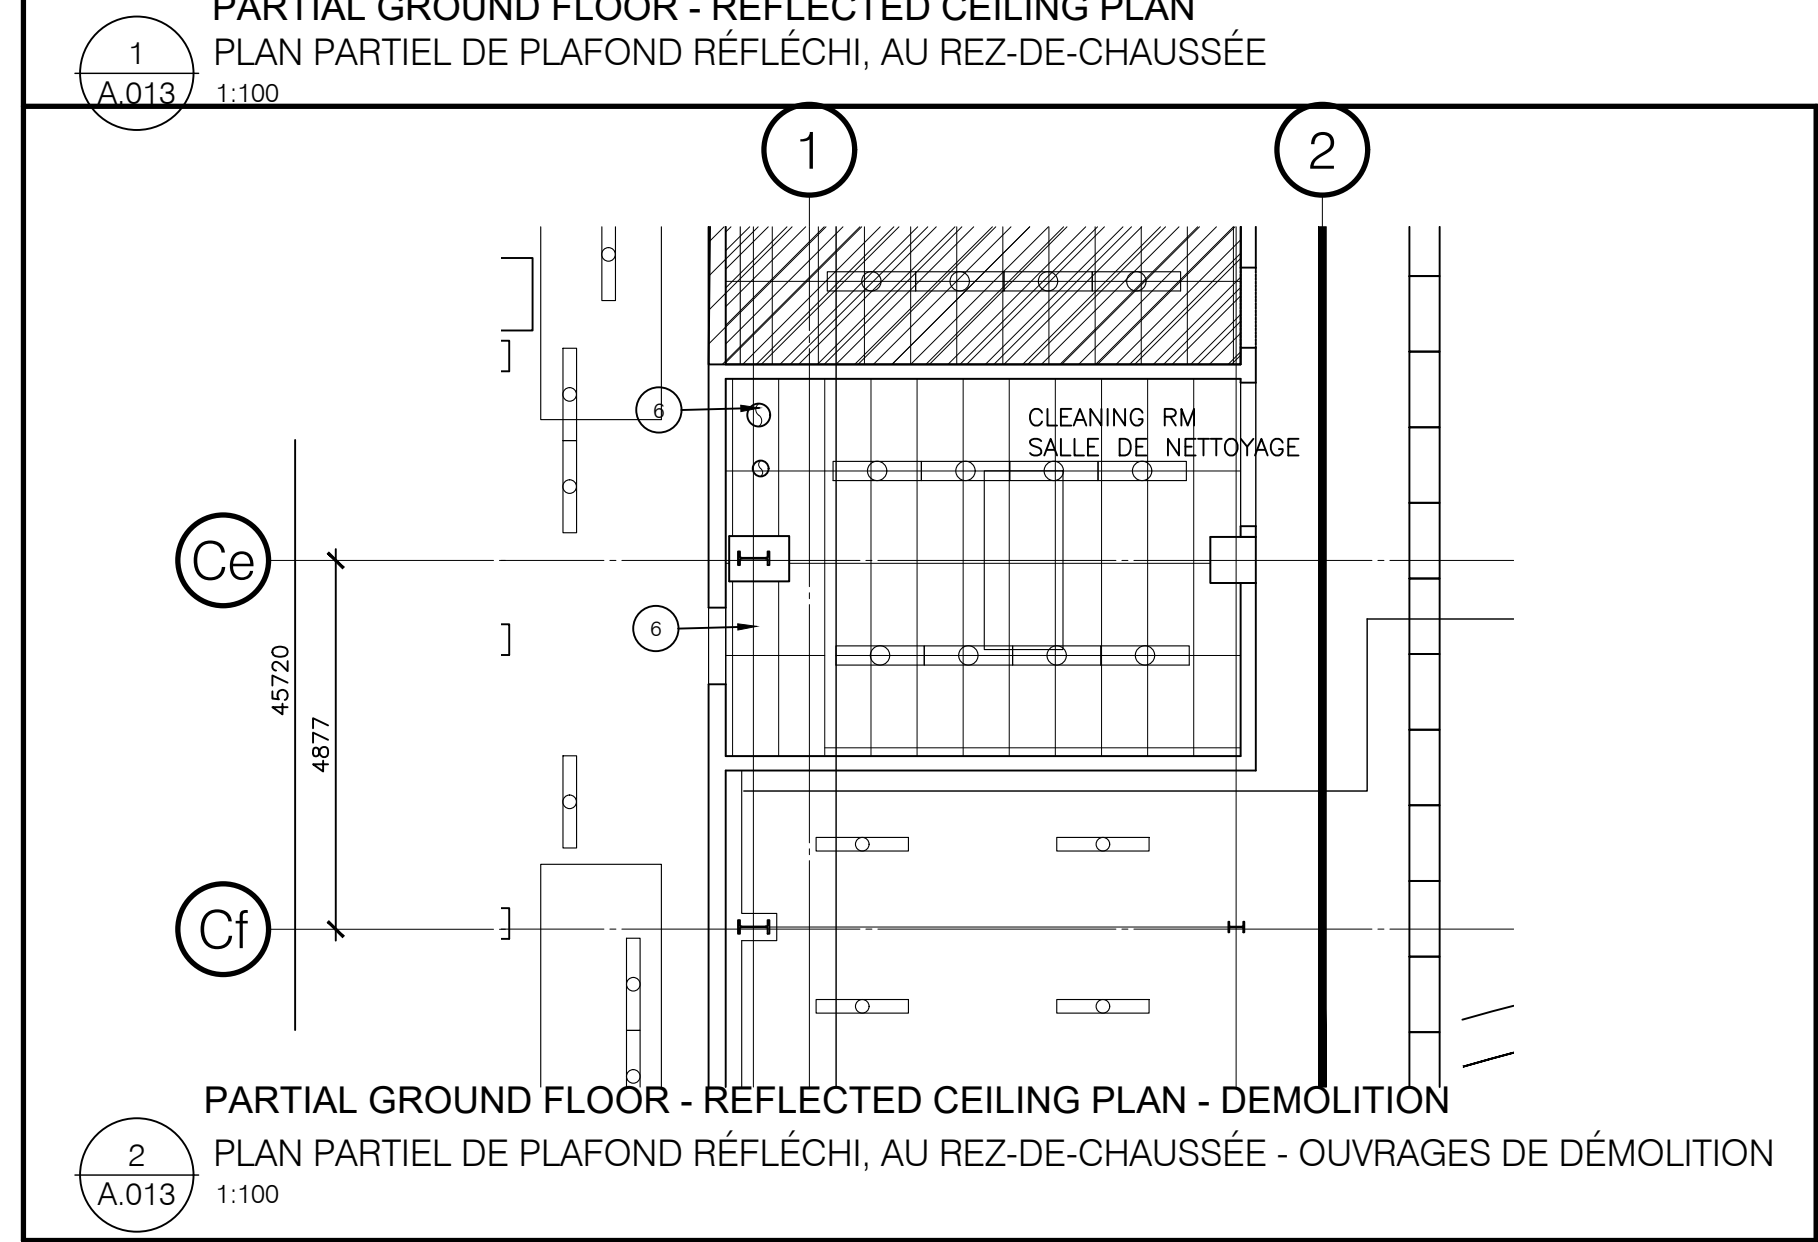 PARTIAL GROUND FLOOR - REFLECTED CEILING PLAN
1
A.013
PLAN PARTIEL DE PLAFOND RÉFLÉCHI, AU REZ-DE-CHAUSSÉE
1:100
1
2
6
CLEANING RM
SALLE DE NETTOYAGE
Ce
6
45720
4877
Cf
PARTIAL GROUND FLOOR - REFLECTED CEILING PLAN - DEMOLITION
2
A.013
PLAN PARTIEL DE PLAFOND RÉFLÉCHI, AU REZ-DE-CHAUSSÉE - OUVRAGES DE DÉMOLITION
1:100